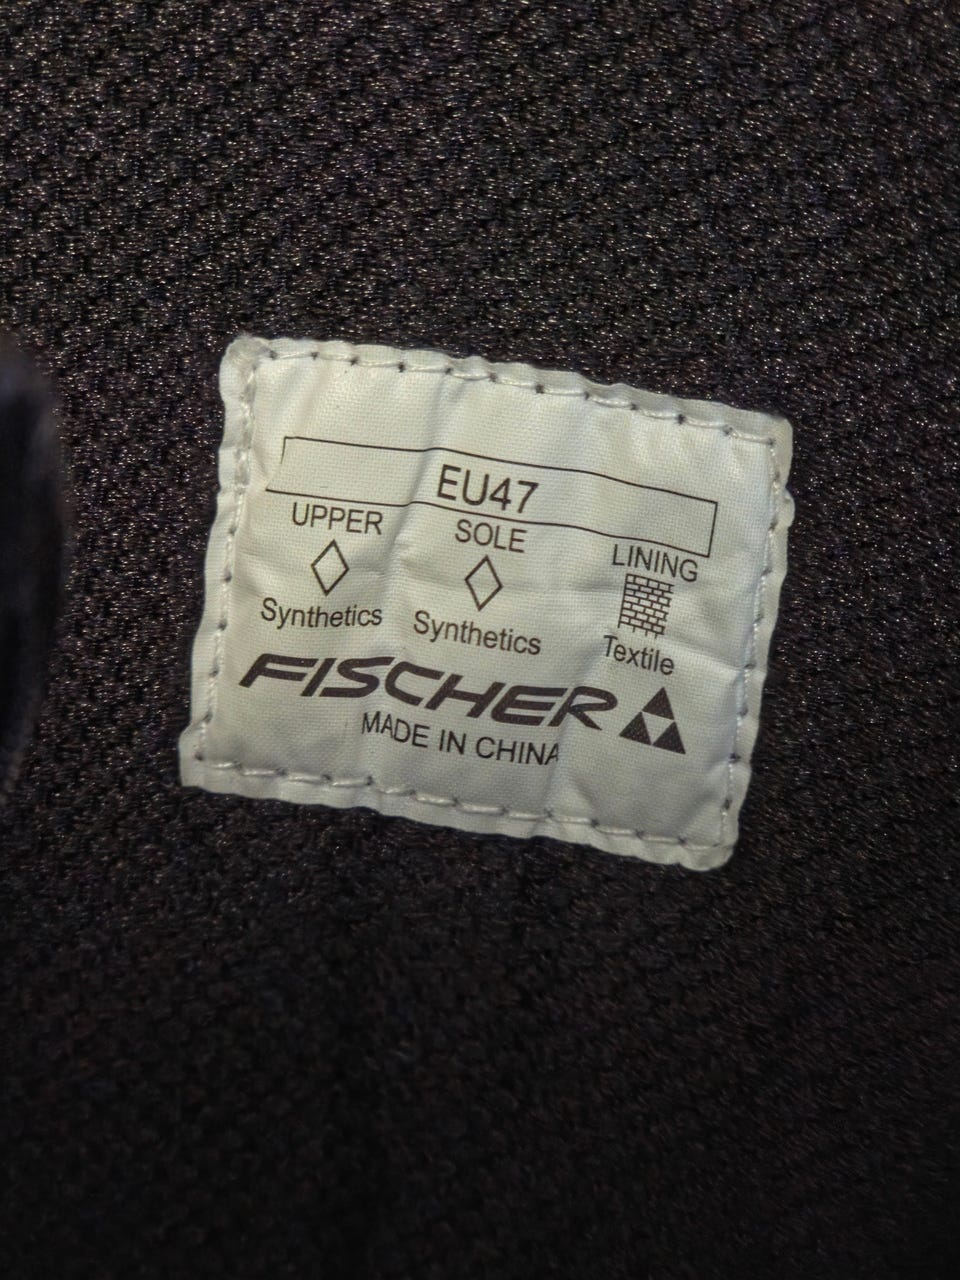 EU47
UPPER SOLE LINING
Synthetics Synthetics Textile
FISCHER
MADE IN CHINA